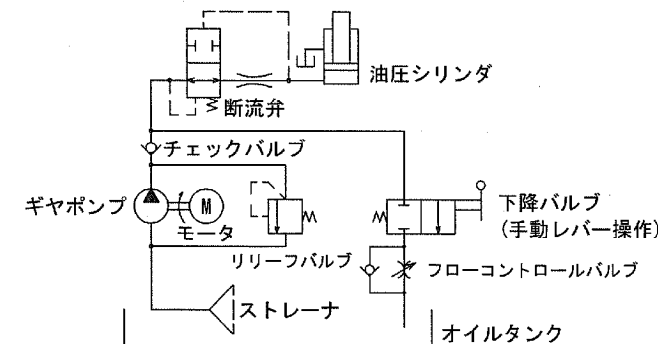 油圧シリンダ
断流弁
チェックバルブ
ギヤポンプ
M
モータ
下降バルブ
(手動レバー操作)
リリーフバルブ
フローコントロールバルブ
ストレーナ
オイルタンク